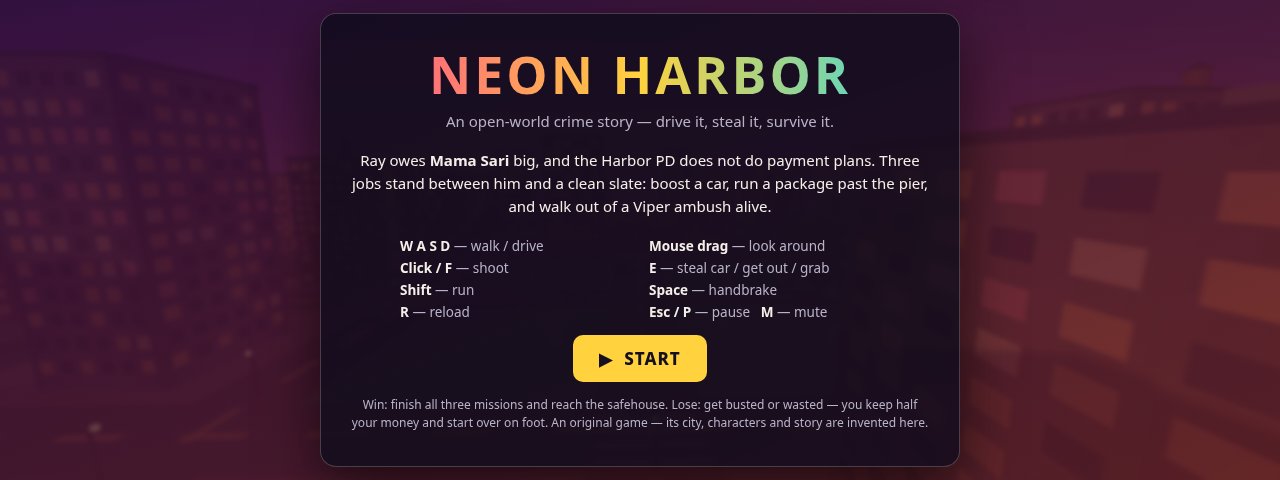 NEON HARBOR
An open-world crime story — drive it, steal it, survive it.
Ray owes Mama Sari big, and the Harbor PD does not do payment plans. Three
jobs stand between him and a clean slate: boost a car, run a package past the pier,
and walk out of a Viper ambush alive.
W A S D — walk / drive
Mouse drag — look around
Click / F — shoot
E — steal car / get out / grab
Shift — run
Space — handbrake
R — reload
Esc / P — pause M — mute
▶ START
Win: finish all three missions and reach the safehouse. Lose: get busted or wasted — you keep half
your money and start over on foot. An original game — its city, characters and story are invented here.